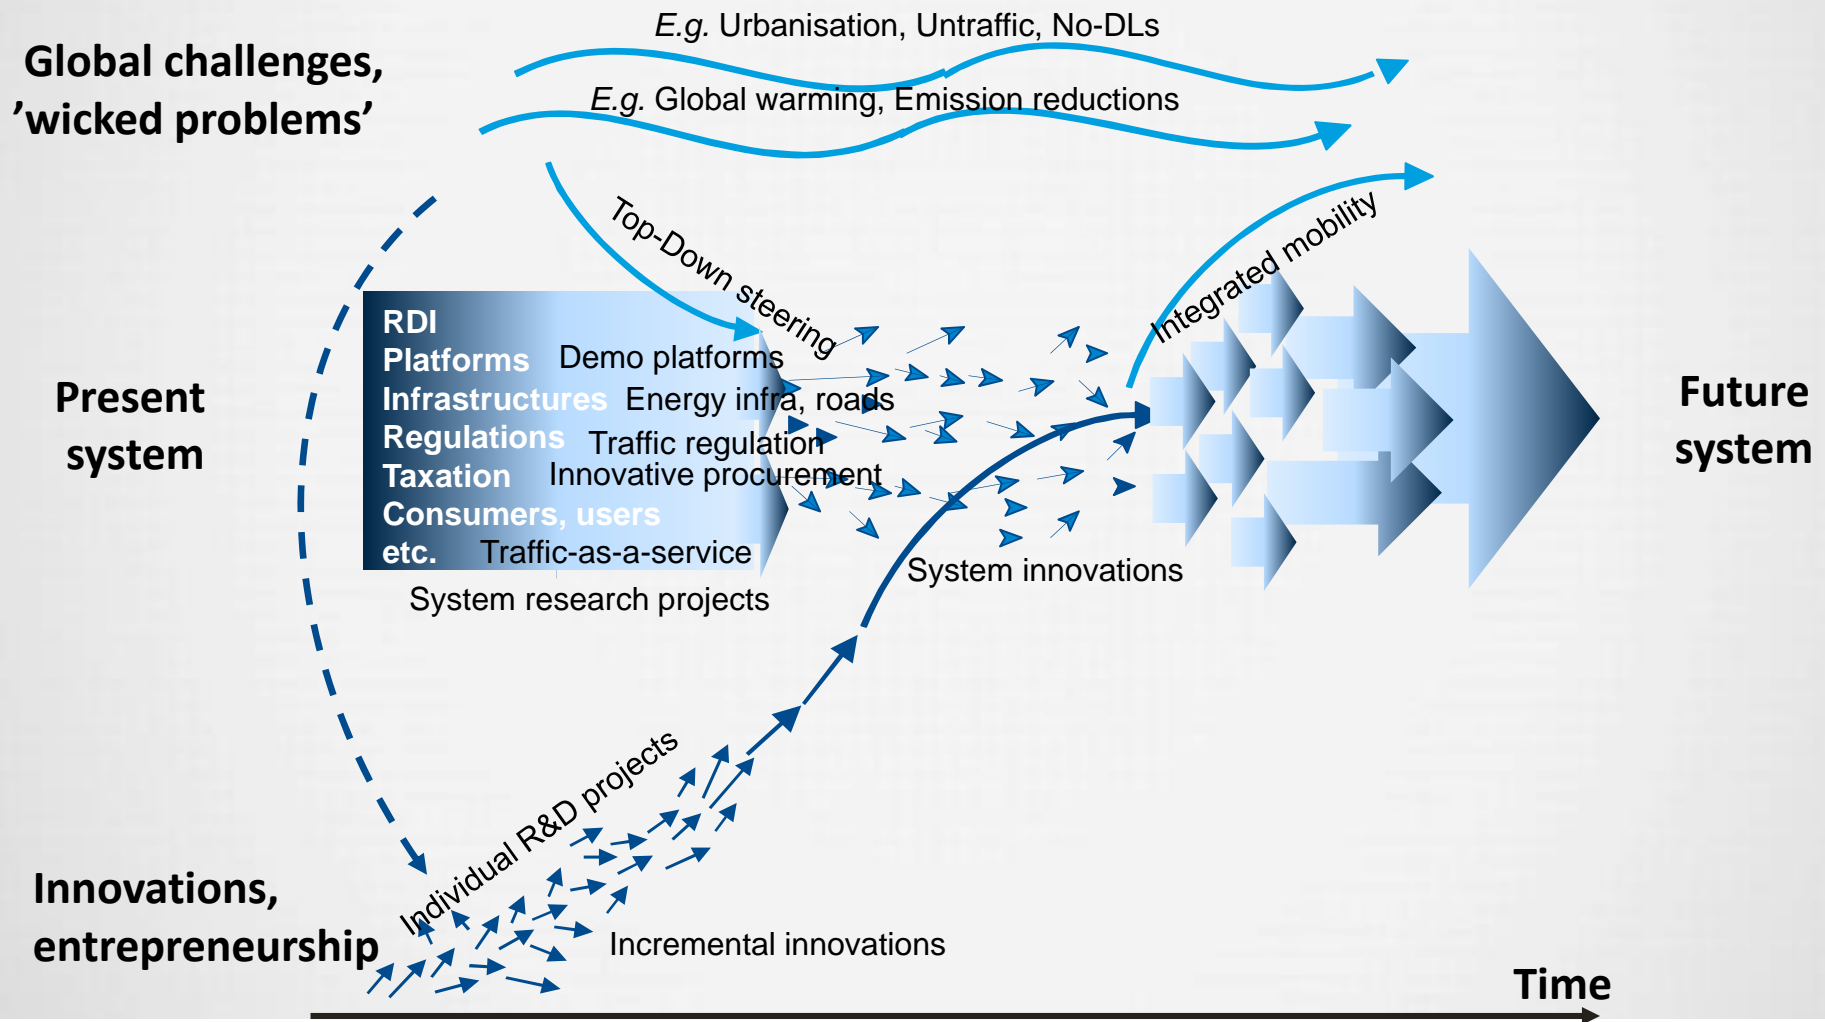 E.g. Urbanisation, Untraffic, No-DLs
Global challenges,
’wicked problems’
E.g. Global warming, Emission reductions
Top-Down steering
Integrated mobility
RDI
Platforms Demo platforms
Infrastructures Energy infra, roads
Regulations Traffic regulation
Taxation Innovative procurement
Consumers, users
etc. Traffic-as-a-service
Present
system
Future
system
System innovations
System research projects
Individual R&D projects
Innovations,
entrepreneurship
Incremental innovations
Time